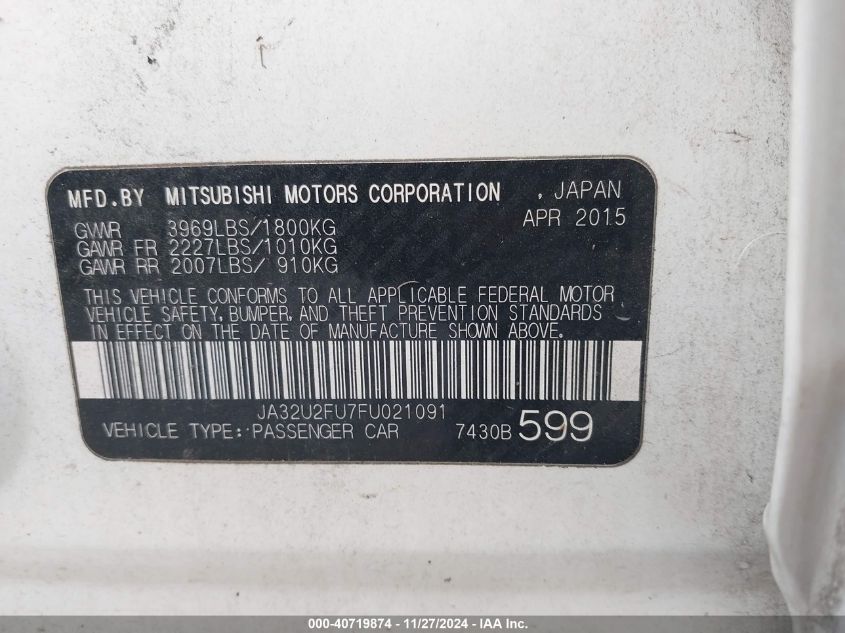 MFD.BY MITSUBISHI MOTORS CORPORATION , JAPAN
APR 2015
GVWR 3969LBS/1800KG
GAWR FR 2227LBS/1010KG
GAWR RR 2007LBS/ 910KG
THIS VEHICLE CONFORMS TO ALL APPLICABLE FEDERAL MOTOR
VEHICLE SAFETY, BUMPER, AND THEFT PREVENTION STANDARDS
IN EFFECT ON THE DATE OF MANUFACTURE SHOWN ABOVE.
JA32U2FU7FU021091
VEHICLE TYPE: PASSENGER CAR 7430B 599
000-40719874 - 11/27/2024 - IAA Inc.